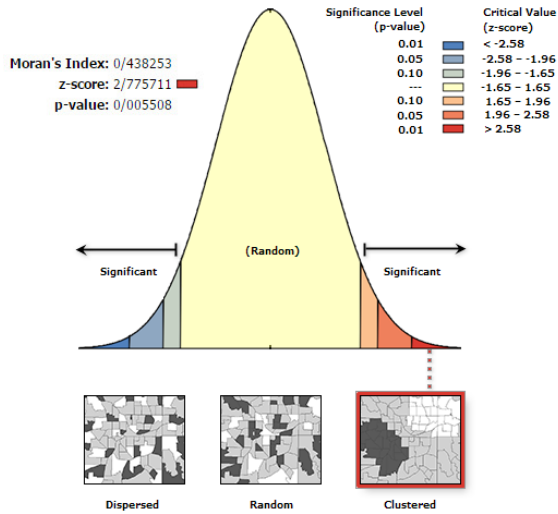 Moran's Index: 0/438253
z-score: 2/775711
p-value: 0/005508
Significance Level
(p-value)
Critical Value
(z-score)
0.01 < -2.58
0.05 -2.58 – -1.96
0.10 -1.96 – -1.65
--- -1.65 – 1.65
0.10 1.65 – 1.96
0.05 1.96 – 2.58
0.01 > 2.58
(Random)
Significant
Significant
Dispersed
Random
Clustered